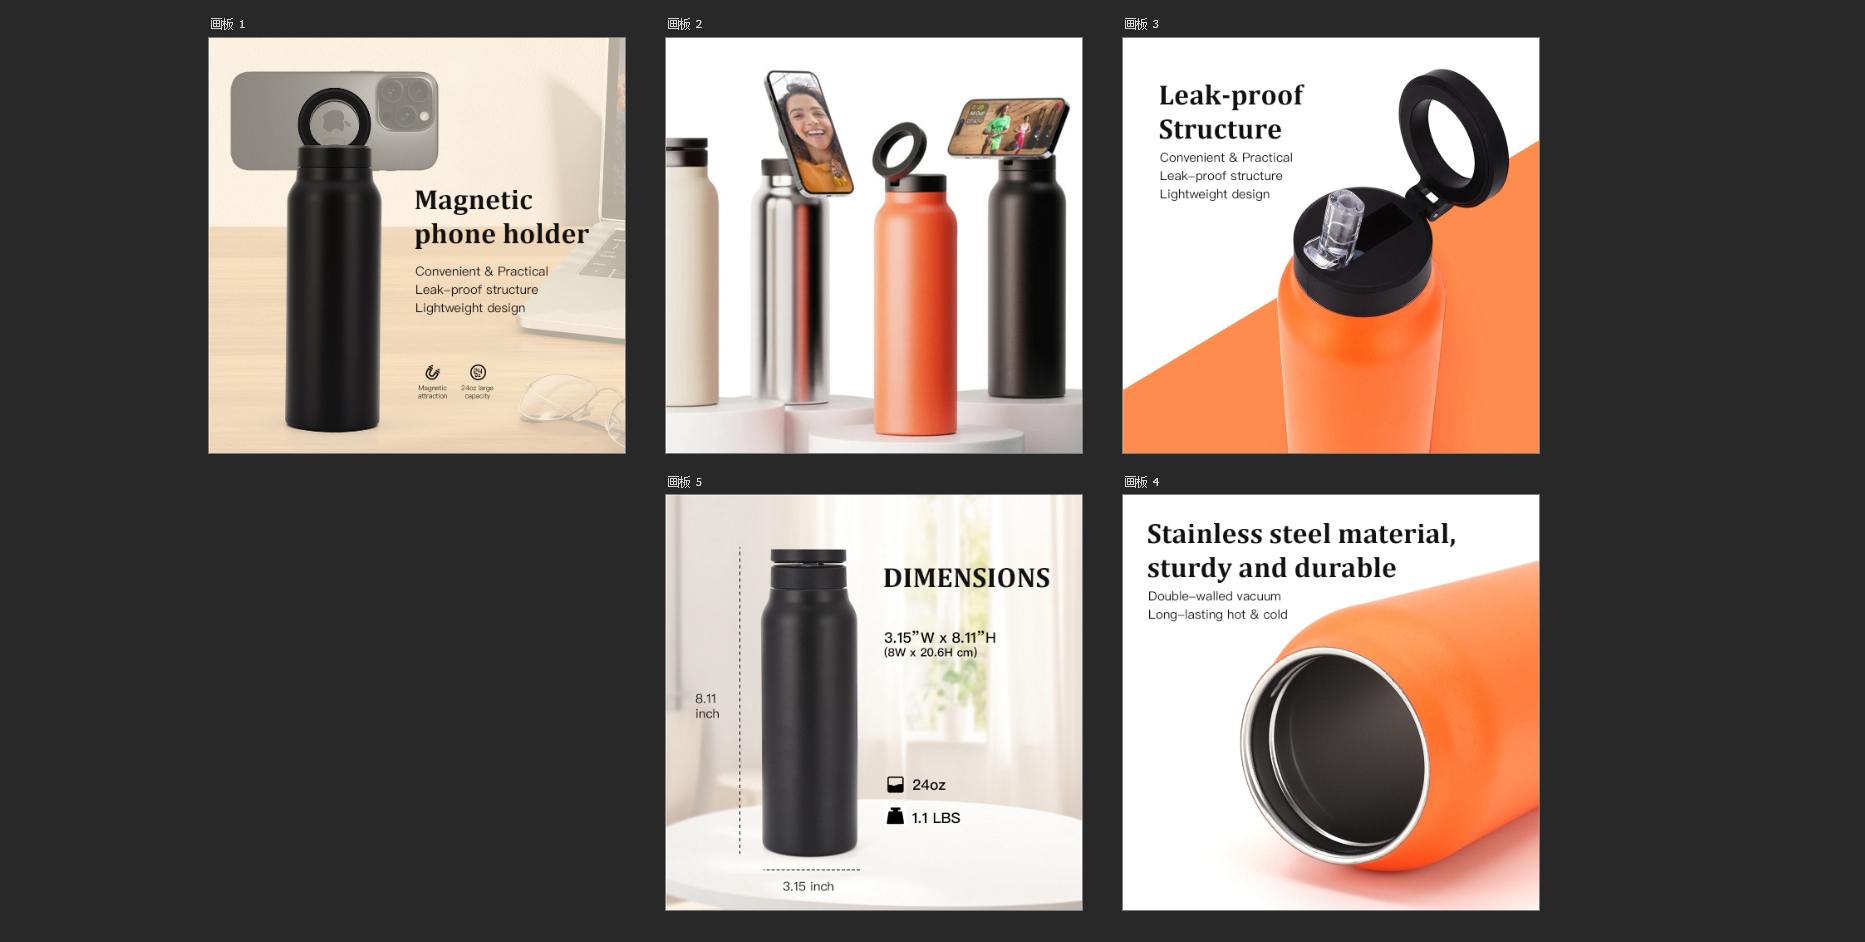 画板 1
Magnetic
phone holder
Convenient & Practical
Leak-proof structure
Lightweight design
Magnetic
attraction
24oz large
capacity
画板 2
画板 3
Leak-proof
Structure
Convenient & Practical
Leak-proof structure
Lightweight design
画板 5
DIMENSIONS
3.15”W x 8.11”H
(8W x 20.6H cm)
8.11
inch
24oz
1.1 LBS
3.15 inch
画板 4
Stainless steel material,
sturdy and durable
Double-walled vacuum
Long-lasting hot & cold